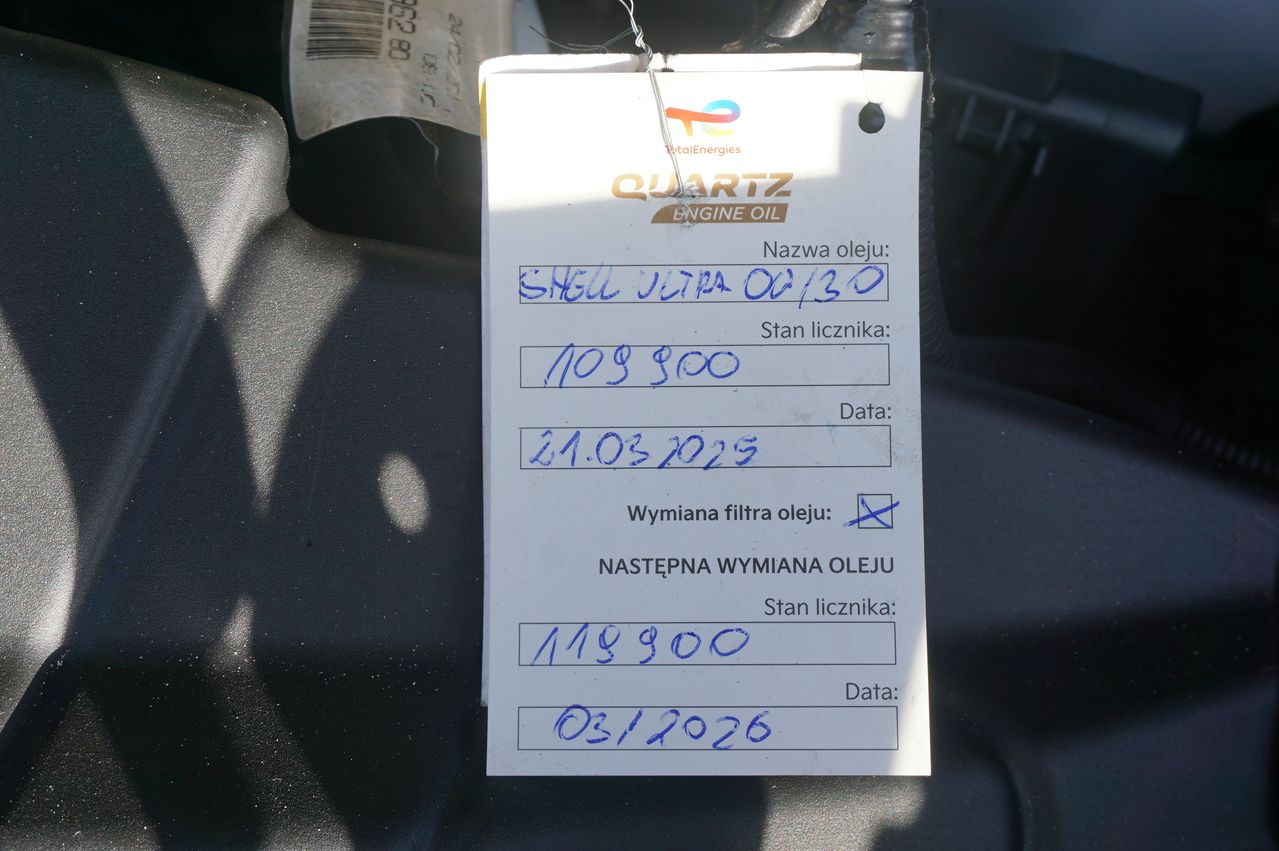 TotalEnergies
QUARTZ
ENGINE OIL
Nazwa oleju:
SHELL ULTRA 00/30
Stan licznika:
109 900
Data:
21.03 2025
Wymiana filtra oleju: X
NASTĘPNA WYMIANA OLEJU
Stan licznika:
119 900
Data:
03/2026